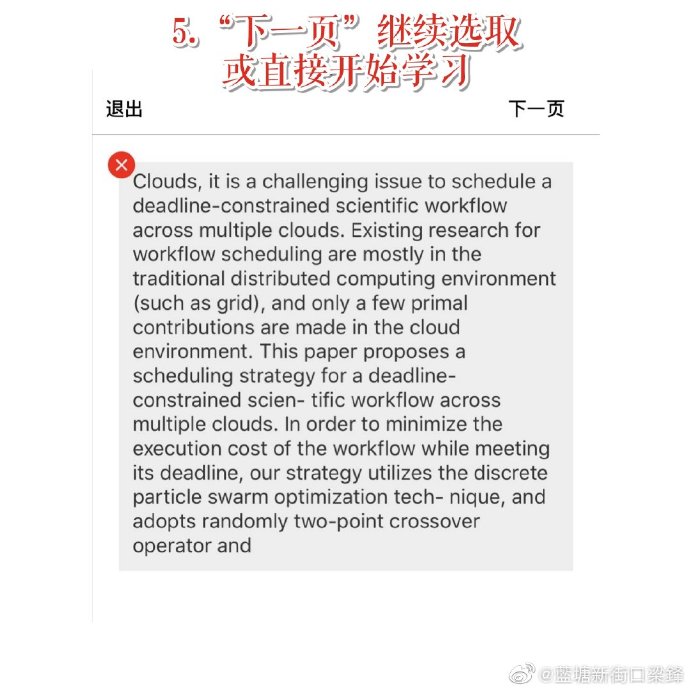 5.“下一页”继续选取
或直接开始学习
退出 下一页
Clouds, it is a challenging issue to schedule a
deadline-constrained scientific workflow
across multiple clouds. Existing research for
workflow scheduling are mostly in the
traditional distributed computing environment
(such as grid), and only a few primal
contributions are made in the cloud
environment. This paper proposes a
scheduling strategy for a deadline-
constrained scien- tific workflow across
multiple clouds. In order to minimize the
execution cost of the workflow while meeting
its deadline, our strategy utilizes the discrete
particle swarm optimization tech- nique, and
adopts randomly two-point crossover
operator and
@蓝塘新街口梁鋒